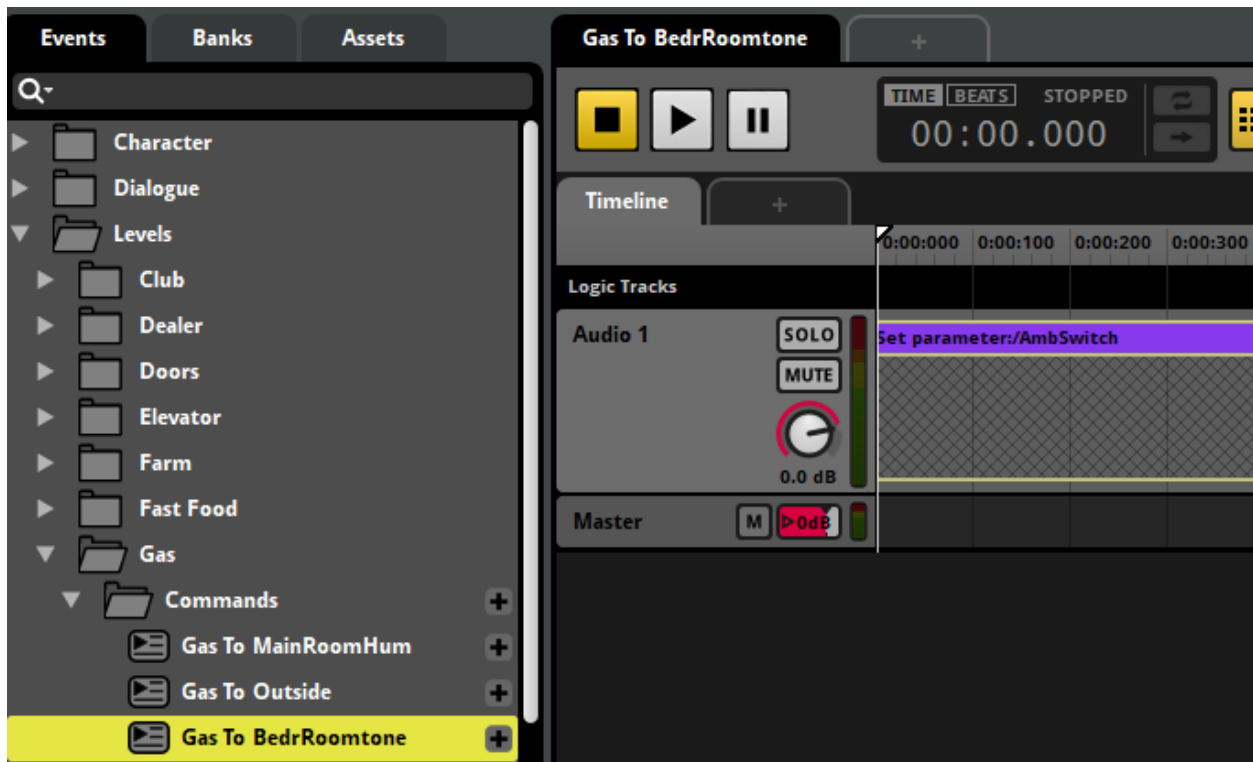 Events Banks Assets
Character
Dialogue
Levels
Club
Dealer
Doors
Elevator
Farm
Fast Food
Gas
Commands
Gas To MainRoomHum
Gas To Outside
Gas To BedrRoomtone
Gas To BedrRoomtone
TIME BEATS STOPPED
00:00.000
Timeline
0:00:000 0:00:100 0:00:200 0:00:300
Logic Tracks
Audio 1 SOLO
Set parameter:/AmbSwitch
MUTE
0.0 dB
Master M 0dB